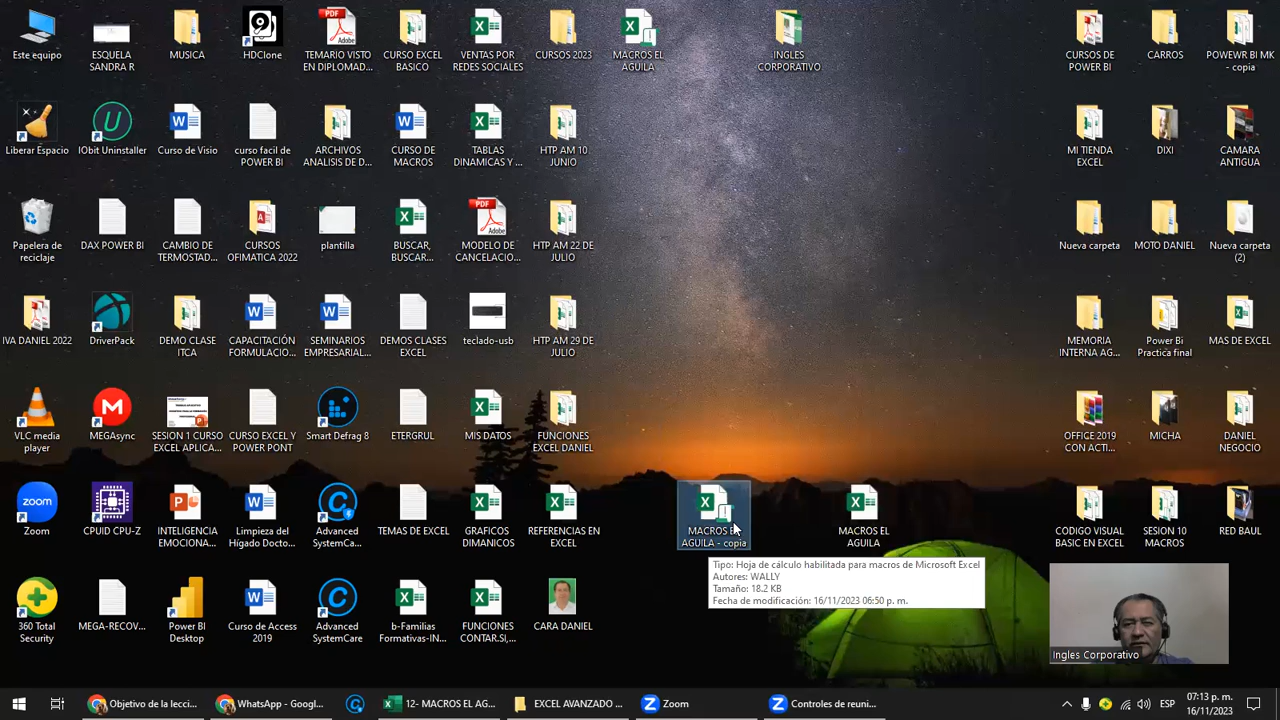 Este equipo
ESCUELA
SANDRA R
MUSICA
HDClone
TEMARIO VISTO
EN DIPLOMAD...
CURSO EXCEL
BASICO
VENTAS POR
REDES SOCIALES
CURSOS 2023
MACROS EL
AGUILA
INGLES
CORPORATIVO
CURSOS DE
POWER BI
CARROS
POWEWR BI MK
- copia
Liberar Espacio
IObit Uninstaller
Curso de Visio
curso facil de
POWER BI
ARCHIVOS
ANALISIS DE D...
CURSO DE
MACROS
TABLAS
DINAMICAS Y ...
HTP AM 10
JUNIO
MI TIENDA
EXCEL
DIXI
CAMARA
ANTIGUA
Papelera de
reciclaje
DAX POWER BI
CAMBIO DE
TERMOSTAD...
CURSOS
OFIMATICA 2022
plantilla
BUSCAR,
BUSCAR...
MODELO DE
CANCELACIO...
HTP AM 22 DE
JULIO
Nueva carpeta
MOTO DANIEL
Nueva carpeta
(2)
IVA DANIEL 2022
DriverPack
DEMO CLASE
ITCA
CAPACITACIÓN
FORMULACIO...
SEMINARIOS
EMPRESARIAL...
DEMOS CLASES
EXCEL
teclado-usb
HTP AM 29 DE
JULIO
MEMORIA
INTERNA AG...
Power Bi
Practica final
MAS DE EXCEL
VLC media
player
MEGAsync
SESION 1 CURSO
EXCEL APLICA...
CURSO EXCEL Y
POWER PONT
Smart Defrag 8
ETERGRUL
MIS DATOS
FUNCIONES
EXCEL DANIEL
OFFICE 2019
CON ACTI...
MICHA
DANIEL
NEGOCIO
zoom
Zoom
CPUID CPU-Z
INTELIGENCIA
EMOCIONA...
Limpieza del
Hígado Docto...
Advanced
SystemCa...
TEMAS DE EXCEL
GRAFICOS
DIMANICOS
REFERENCIAS EN
EXCEL
MACROS EL
AGUILA - copia
MACROS EL
AGUILA
CODIGO VISUAL
BASIC EN EXCEL
SESION 10
MACROS
RED BAUL
Tipo: Hoja de cálculo habilitada para macros de Microsoft Excel
Autores: WALLY
Tamaño: 18.2 KB
Fecha de modificación: 16/11/2023 06:50 p. m.
360 Total
Security
MEGA-RECOV...
Power BI
Desktop
Curso de Access
2019
Advanced
SystemCare
b-Familias
Formativas-IN...
FUNCIONES
CONTAR.SI,...
CARA DANIEL
Ingles Corporativo
Objetivo de la lecci...
WhatsApp - Googl...
12- MACROS EL AG...
EXCEL AVANZADO ...
Zoom
Controles de reuni...
ESP
07:13 p. m.
16/11/2023